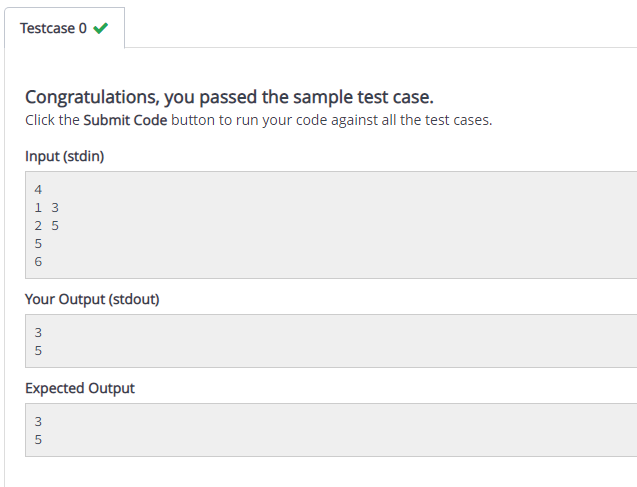 Testcase 0
Congratulations, you passed the sample test case.
Click the Submit Code button to run your code against all the test cases.
Input (stdin)
4
1 3
2 5
5
6
Your Output (stdout)
3
5
Expected Output
3
5